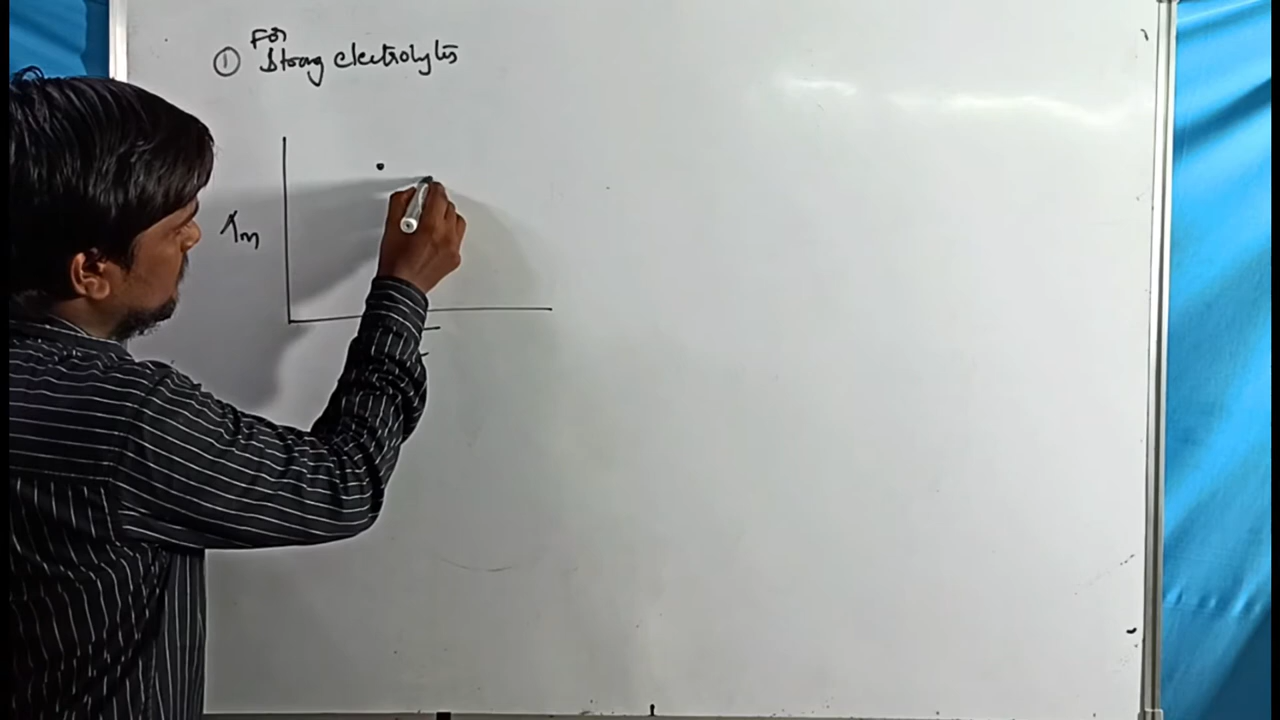 ① For
Strong electrolytes
Λm